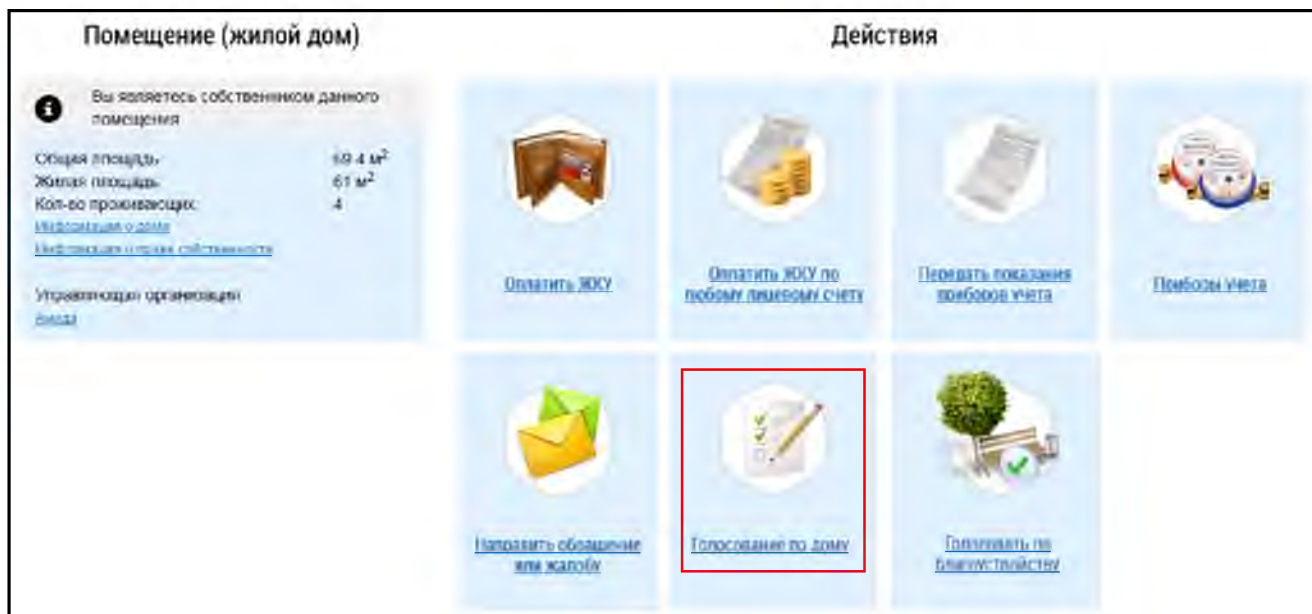 Помещение (жилой дом)
Вы являетесь собственником данного
помещения
Общая площадь 69.4 м²
Жилая площадь 61 м²
Кол-во проживающих 4
Информация о доме
Информация о праве собственности
Управляющая организация
Действия
Оплатить ЖКУ
Оплатить ЖКУ по
любому лицевому счету
Передать показания
приборов учета
Приборы учета
Направить обращение
или жалобу
Голосование по дому
Голосовать по
благоустройству